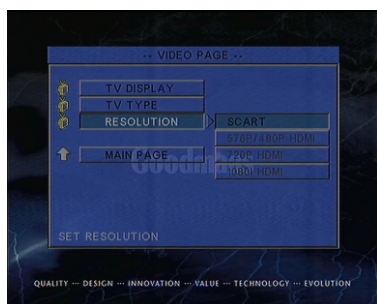 -- VIDEO PAGE --
TV DISPLAY
TV TYPE
RESOLUTION
SCART
576P/480P HDMI
MAIN PAGE
720P HDMI
1080I HDMI
SET RESOLUTION
QUALITY ··· DESIGN ··· INNOVATION ··· VALUE ··· TECHNOLOGY ··· EVOLUTION